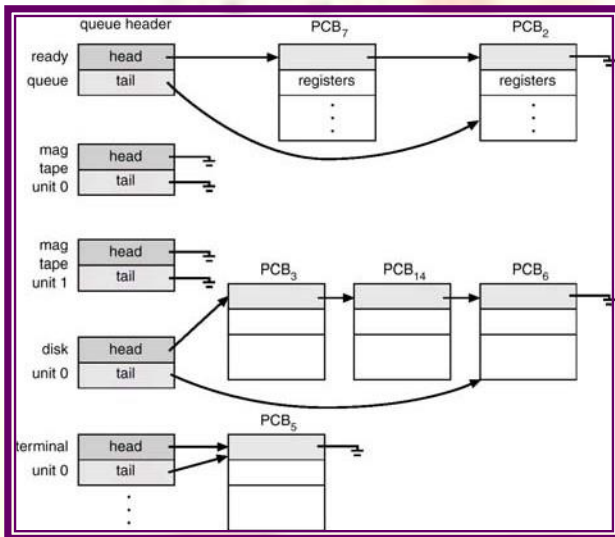 queue header PCB7 PCB2
ready head
queue tail registers registers
mag head
tape
unit 0 tail
mag head
tape
unit 1 tail
PCB3 PCB14 PCB6
disk head
unit 0 tail
PCB5
terminal head
unit 0 tail